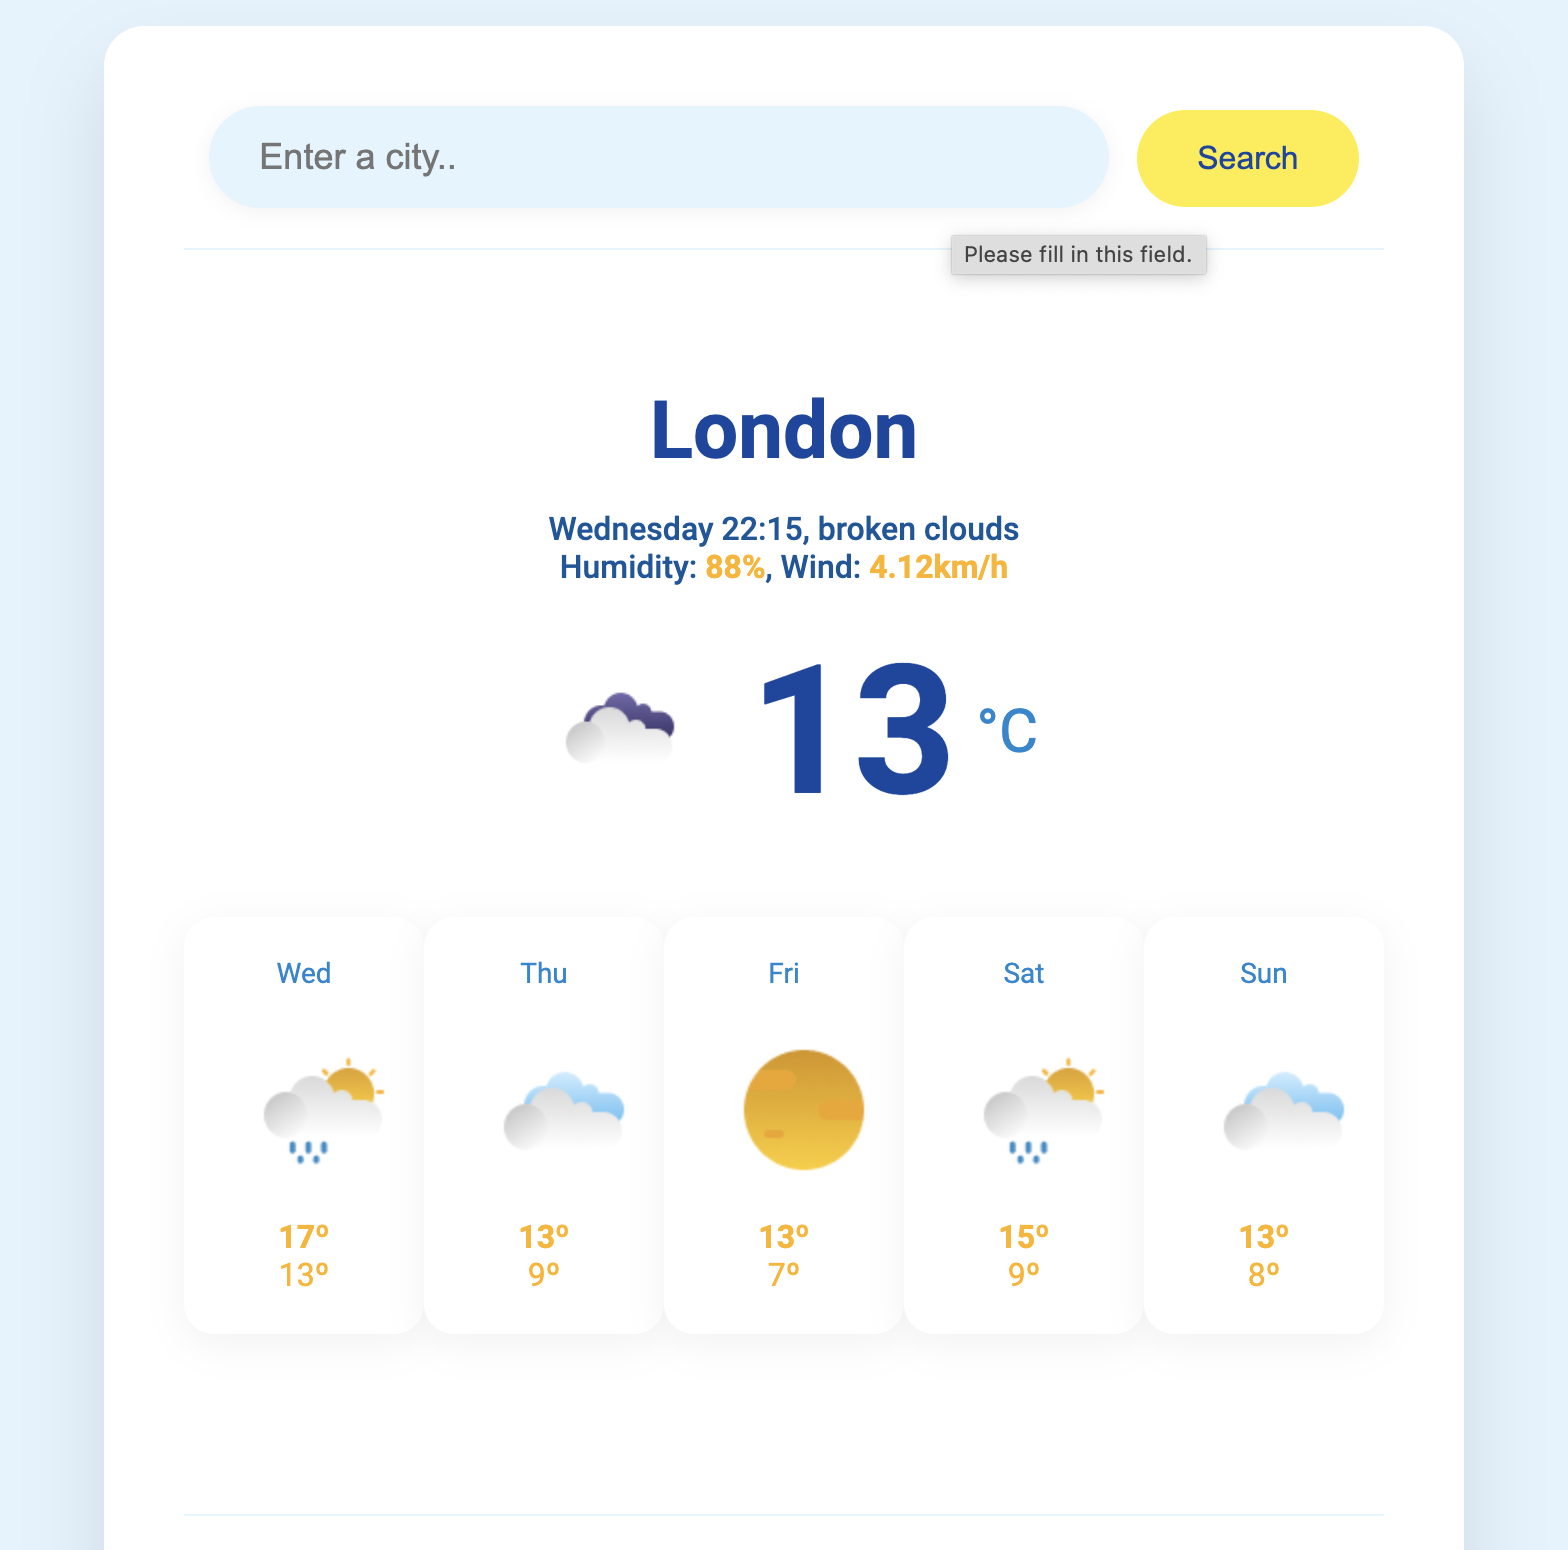 Enter a city..
Search
Please fill in this field.
London
Wednesday 22:15, broken clouds
Humidity: 88%, Wind: 4.12km/h
13 °C
Wed Thu Fri Sat Sun
17º 13º 13º 15º 13º
13º 9º 7º 9º 8º